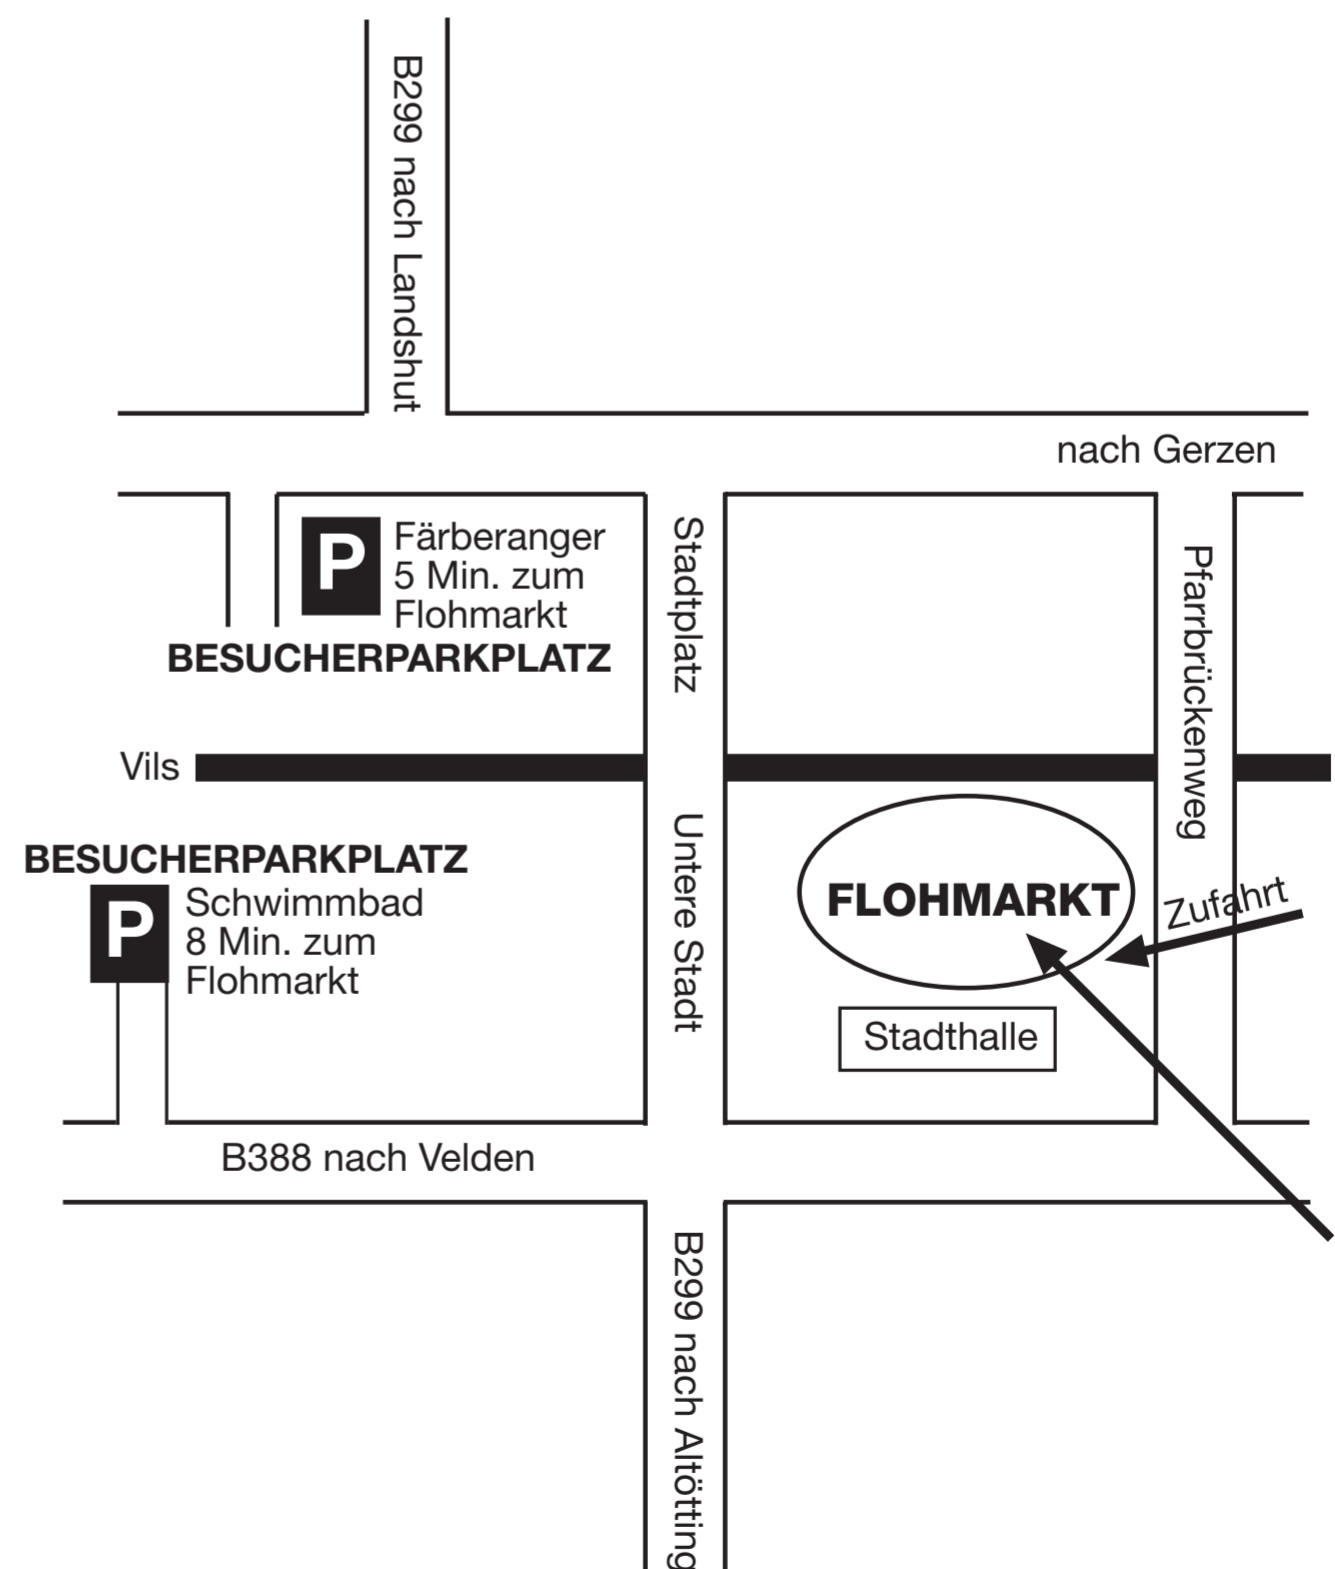 B299 nach Landshut
nach Gerzen
P
Färberanger
5 Min. zum
Flohmarkt
BESUCHERPARKPLATZ
Stadtplatz
Pfarrbrückenweg
Vils
BESUCHERPARKPLATZ
P
Schwimmbad
8 Min. zum
Flohmarkt
Untere Stadt
FLOHMARKT
Zufahrt
Stadthalle
B388 nach Velden
B299 nach Altötting